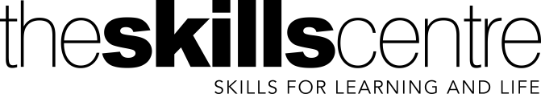 theskillscentre
SKILLS FOR LEARNING AND LIFE